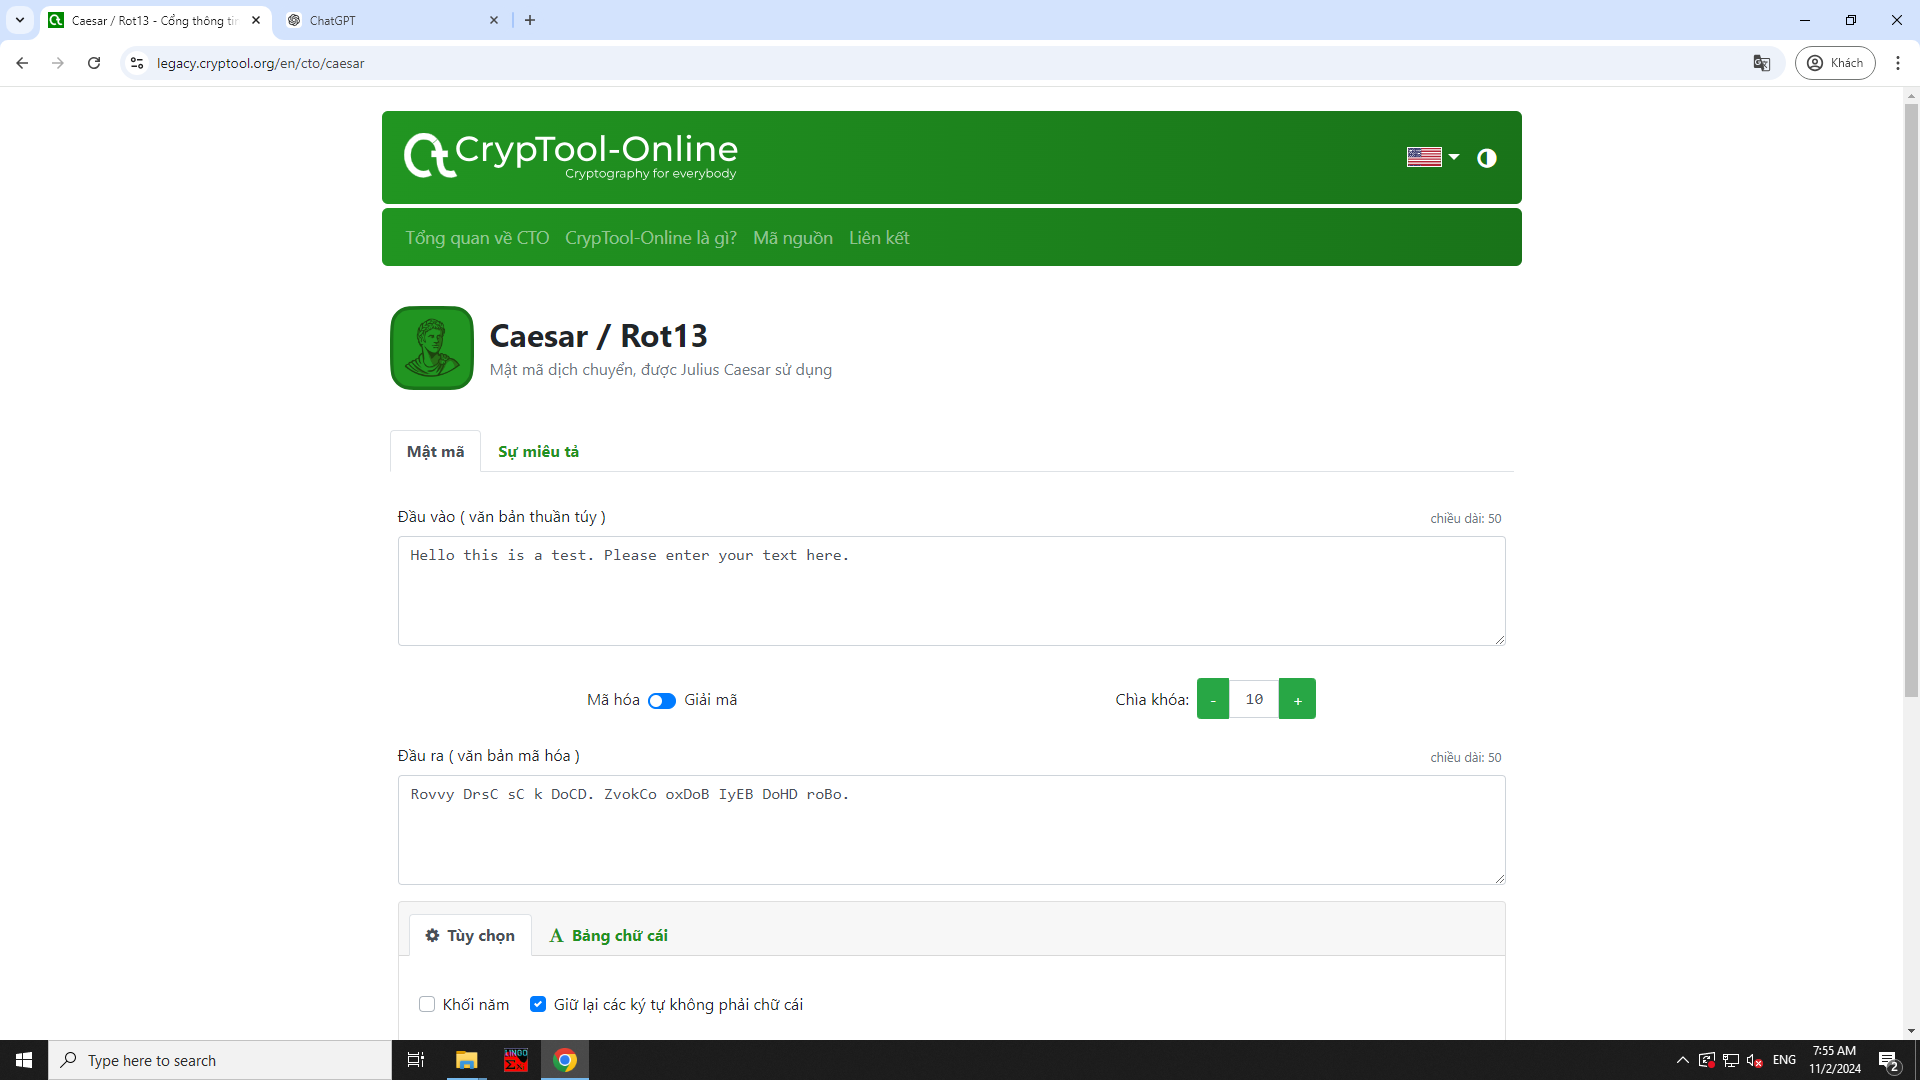 Caesar / Rot13 - Cổng thông tin
ChatGPT
legacy.cryptool.org/en/cto/caesar
Khách
CrypTool-Online
Cryptography for everybody
Tổng quan về CTO CrypTool-Online là gì? Mã nguồn Liên kết
Caesar / Rot13
Mật mã dịch chuyển, được Julius Caesar sử dụng
Mật mã Sự miêu tả
Đầu vào ( văn bản thuần túy )
chiều dài: 50
Hello this is a test. Please enter your text here.
Mã hóa Giải mã
Chìa khóa: - 10 +
Đầu ra ( văn bản mã hóa )
chiều dài: 50
Rovvy DrsC sC k DoCD. ZvokCo oxDoB IyEB DoHD roBo.
Tùy chọn A Bảng chữ cái
Khối năm Giữ lại các ký tự không phải chữ cái
Type here to search
LINDO
ENG
7:55 AM
11/2/2024
2